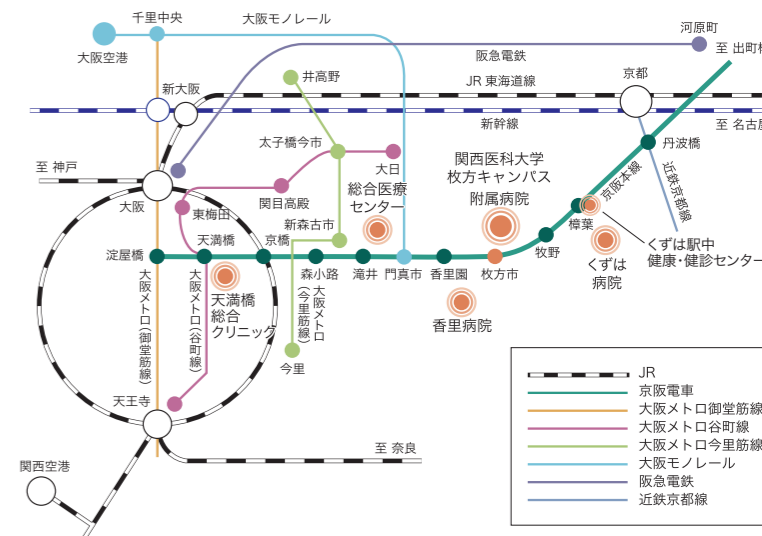 千里中央
大阪モノレール
河原町
大阪空港
阪急電鉄
至 出町
新大阪
井高野
JR 東海道線
京都
新幹線
至 名古屋
太子橋今市
丹波橋
至 神戸
大日
関西医科大学
枚方キャンパス
附属病院
京阪本線
近鉄京都線
総合医療
センター
大阪
東梅田
関目高殿
新森古市
樟葉
くずは駅中
健康・健診センター
淀屋橋
天満橋
京橋
森小路
滝井
門真市
香里園
枚方市
牧野
くずは
病院
大阪メトロ(御堂筋線)
大阪メトロ(谷町線)
天満橋
総合
クリニック
大阪メトロ
(今里筋線)
香里病院
今里
天王寺
至 奈良
関西空港
JR
京阪電車
大阪メトロ御堂筋線
大阪メトロ谷町線
大阪メトロ今里筋線
大阪モノレール
阪急電鉄
近鉄京都線